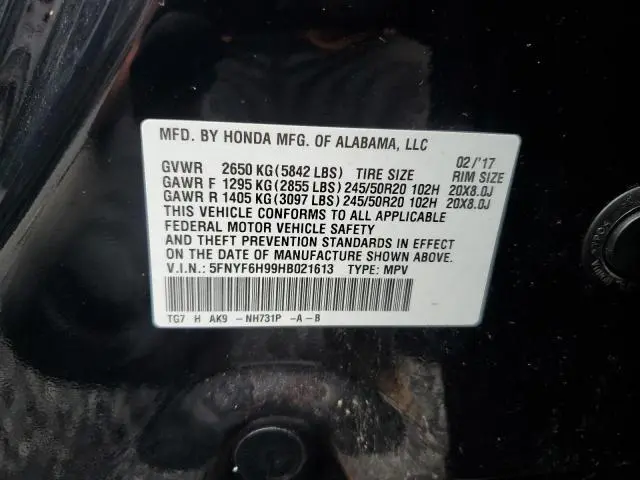 MFD. BY HONDA MFG. OF ALABAMA, LLC
02/'17
GVWR 2650 KG (5842 LBS) TIRE SIZE RIM SIZE
GAWR F 1295 KG (2855 LBS) 245/50R20 102H 20X8.0J
GAWR R 1405 KG (3097 LBS) 245/50R20 102H 20X8.0J
THIS VEHICLE CONFORMS TO ALL APPLICABLE
FEDERAL MOTOR VEHICLE SAFETY
AND THEFT PREVENTION STANDARDS IN EFFECT
ON THE DATE OF MANUFACTURE SHOWN ABOVE.
V.I.N.: 5FNYF6H99HB021613 TYPE: MPV
TG7 H AK9 -NH731P -A-B